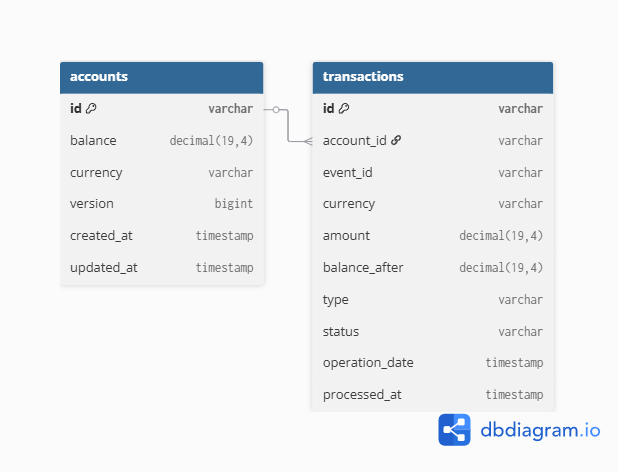 accounts
id varchar
balance decimal(19,4)
currency varchar
version bigint
created_at timestamp
updated_at timestamp
transactions
id varchar
account_id varchar
event_id varchar
currency varchar
amount decimal(19,4)
balance_after decimal(19,4)
type varchar
status varchar
operation_date timestamp
processed_at timestamp
dbdiagram.io